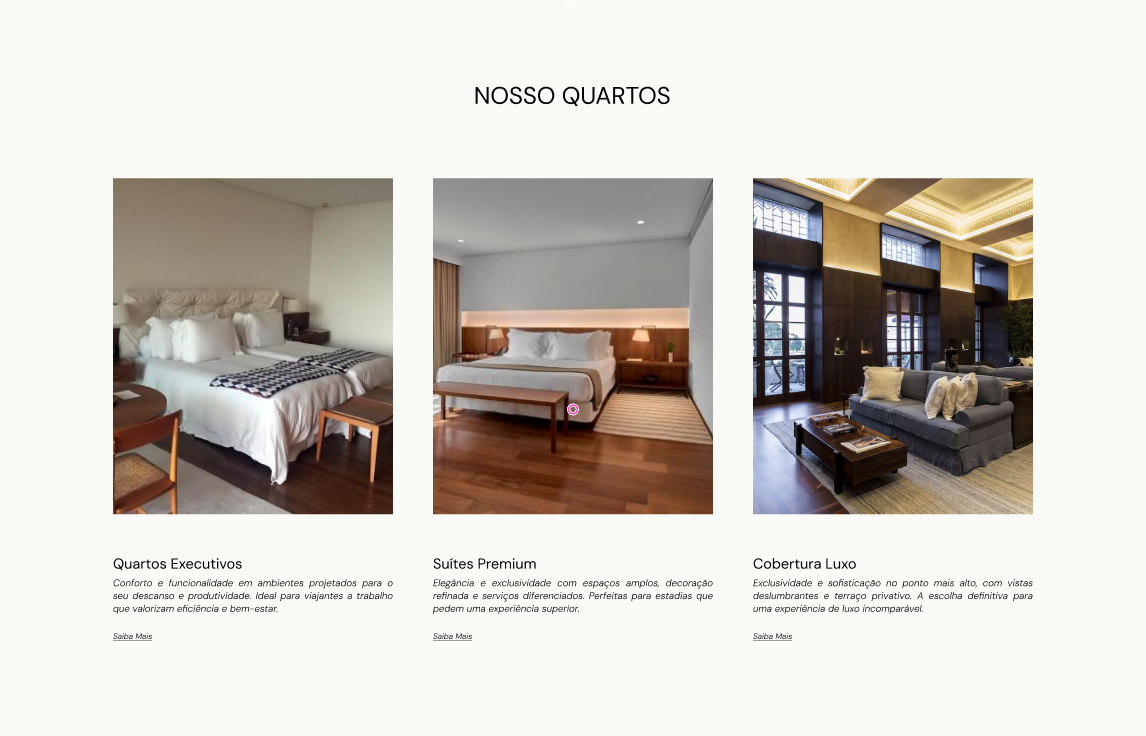 NOSSO QUARTOS
Quartos Executivos
Conforto e funcionalidade em ambientes projetados para o
seu descanso e produtividade. Ideal para viajantes a trabalho
que valorizam eficiência e bem-estar.
Saiba Mais
Suítes Premium
Elegância e exclusividade com espaços amplos, decoração
refinada e serviços diferenciados. Perfeitas para estadias que
pedem uma experiência superior.
Saiba Mais
Cobertura Luxo
Exclusividade e sofisticação no ponto mais alto, com vistas
deslumbrantes e terraço privativo. A escolha definitiva para
uma experiência de luxo incomparável.
Saiba Mais